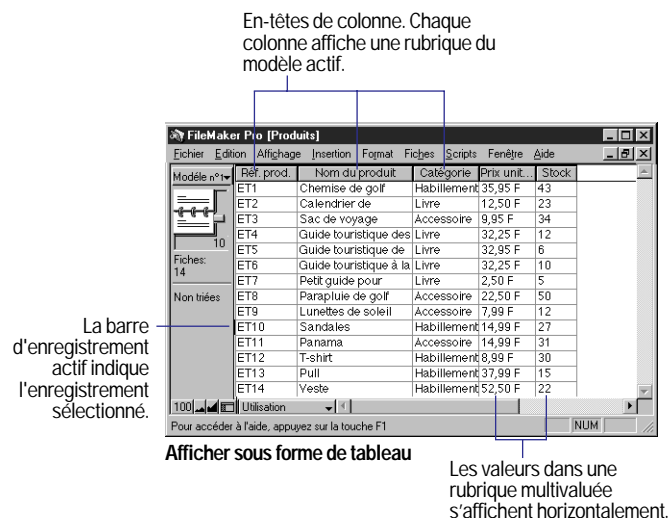 En-têtes de colonne. Chaque
colonne affiche une rubrique du
modèle actif.
FileMaker Pro [Produits]
Fichier Edition Affichage Insertion Format Fiches Scripts Fenêtre Aide
Modéle n°1
10
Fiches:
14
Non triées
Réf. prod. Nom du produit Catégorie Prix unit... Stock
ET1 Chemise de golf Habillement 35,95 F 43
ET2 Calendrier de Livre 12,50 F 23
ET3 Sac de voyage Accessoire 9,95 F 34
ET4 Guide touristique des Livre 32,25 F 12
ET5 Guide touristique de Livre 32,95 F 6
ET6 Guide touristique à la Livre 32,25 F 10
ET7 Petit guide pour Livre 2,50 F 5
ET8 Parapluie de golf Accessoire 22,50 F 50
ET9 Lunettes de soleil Accessoire 7,99 F 12
ET10 Sandales Habillement 14,99 F 27
ET11 Panama Accessoire 14,99 F 31
ET12 T-shirt Habillement 8,99 F 30
ET13 Pull Habillement 37,99 F 15
ET14 Veste Habillement 52,50 F 22
100 Utilisation
Pour accéder à l'aide, appuyez sur la touche F1 NUM
La barre
d'enregistrement
actif indique
l'enregistrement
sélectionné.
Afficher sous forme de tableau
Les valeurs dans une
rubrique multivaluée
s'affichent horizontalement.